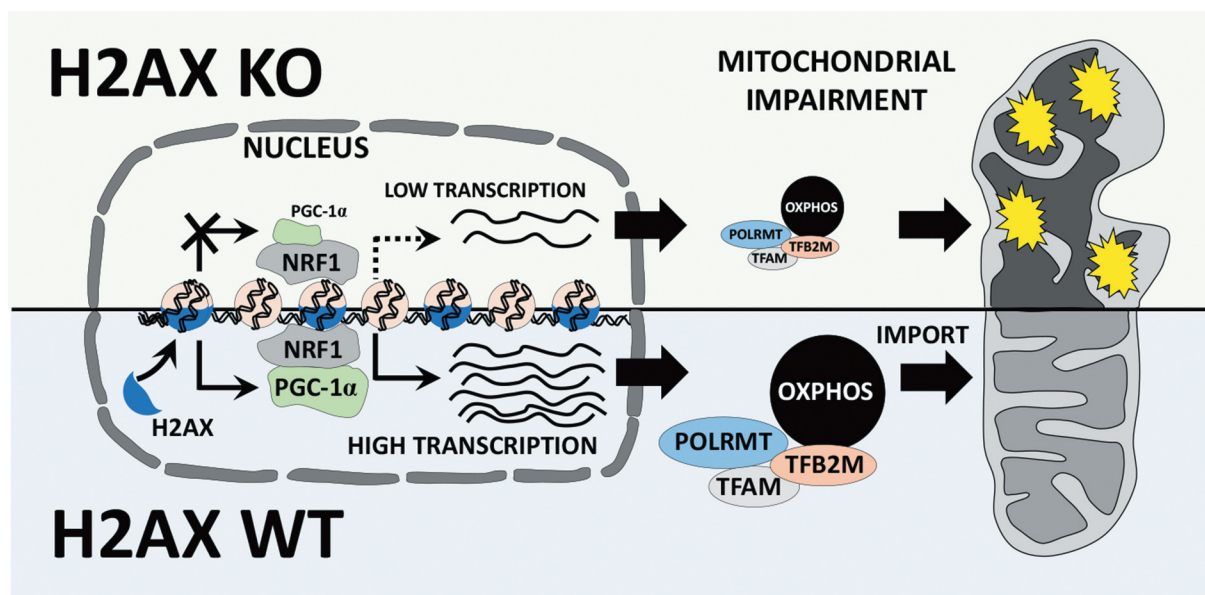 H2AX KO
MITOCHONDRIAL
IMPAIRMENT
NUCLEUS
LOW TRANSCRIPTION
PGC-1α
NRF1
OXPHOS
POLRMT
TFB2M
TFAM
NRF1
PGC-1α
H2AX
HIGH TRANSCRIPTION
IMPORT
OXPHOS
POLRMT
TFB2M
TFAM
H2AX WT